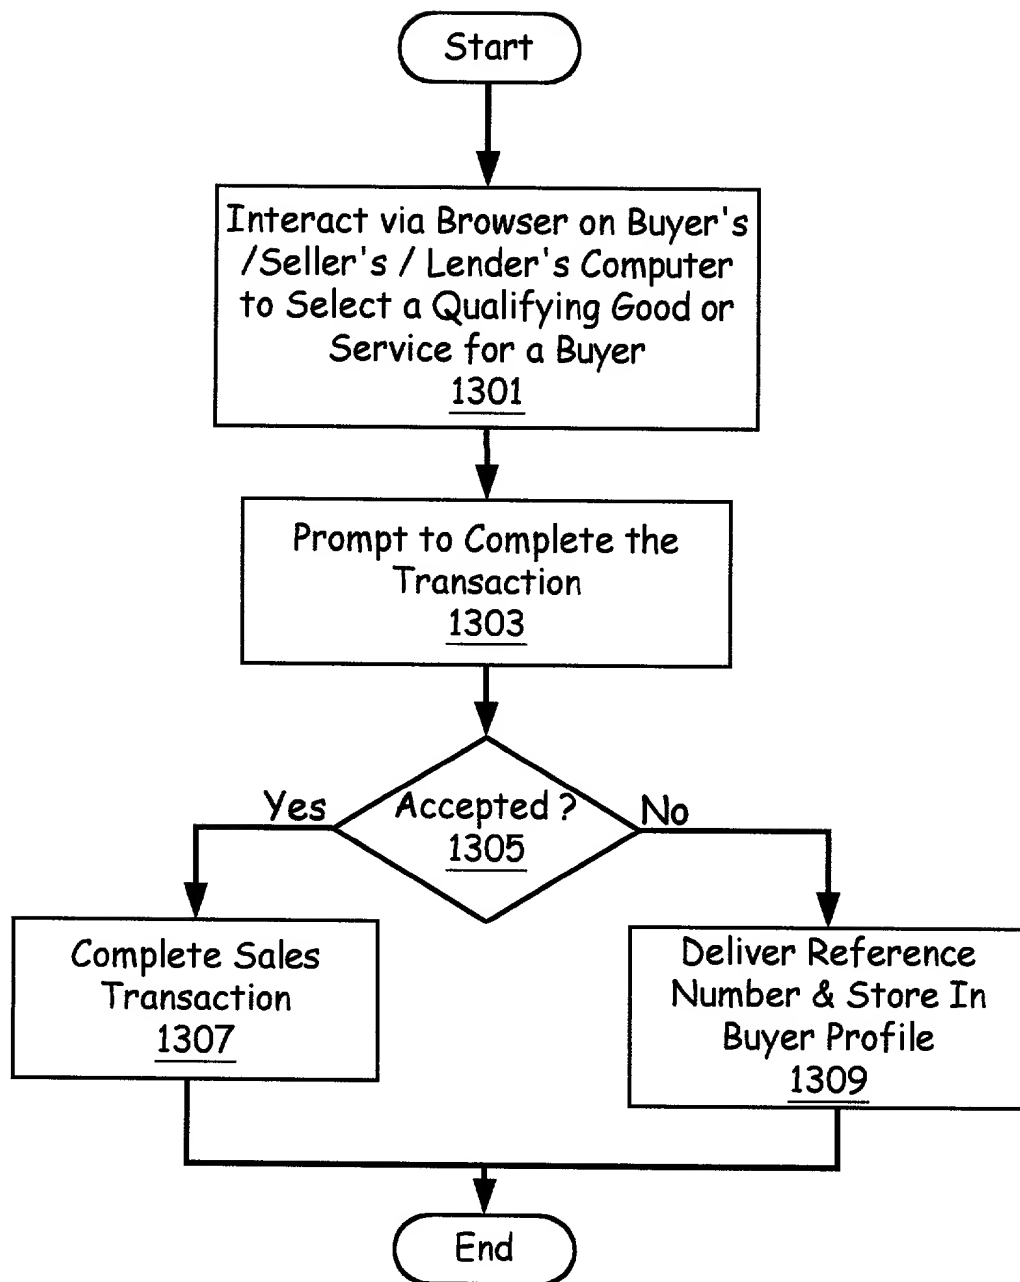 Start
Interact via Browser on Buyer's
/Seller's / Lender's Computer
to Select a Qualifying Good or
Service for a Buyer
1301
Prompt to Complete the
Transaction
1303
Accepted ?
1305
Yes
No
Complete Sales
Transaction
1307
Deliver Reference
Number & Store In
Buyer Profile
1309
End